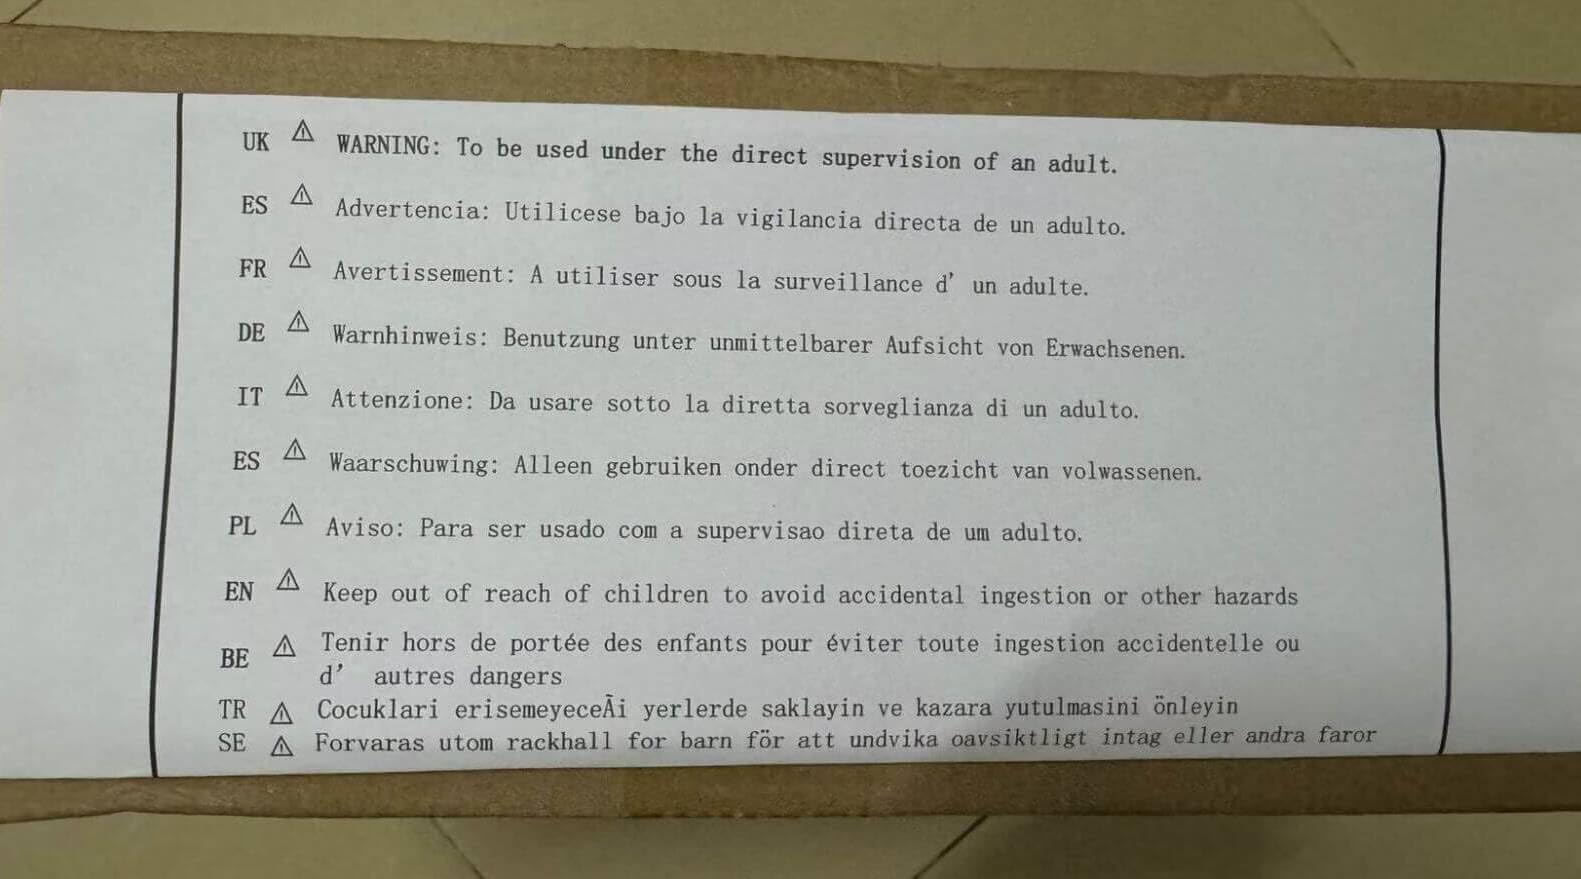 UK ⚠ WARNING: To be used under the direct supervision of an adult.
ES ⚠ Advertencia: Utilicese bajo la vigilancia directa de un adulto.
FR ⚠ Avertissement: A utiliser sous la surveillance d' un adulte.
DE ⚠ Warnhinweis: Benutzung unter unmittelbarer Aufsicht von Erwachsenen.
IT ⚠ Attenzione: Da usare sotto la diretta sorveglianza di un adulto.
ES ⚠ Waarschuwing: Alleen gebruiken onder direct toezicht van volwassenen.
PL ⚠ Aviso: Para ser usado com a supervisao direta de um adulto.
EN ⚠ Keep out of reach of children to avoid accidental ingestion or other hazards
BE ⚠ Tenir hors de portée des enfants pour éviter toute ingestion accidentelle ou
d' autres dangers
TR ⚠ Cocuklari erisemeyeceÃi yerlerde saklayin ve kazara yutulmasini önleyin
SE ⚠ Forvaras utom rackhall for barn för att undvika oavsiktligt intag eller andra faror